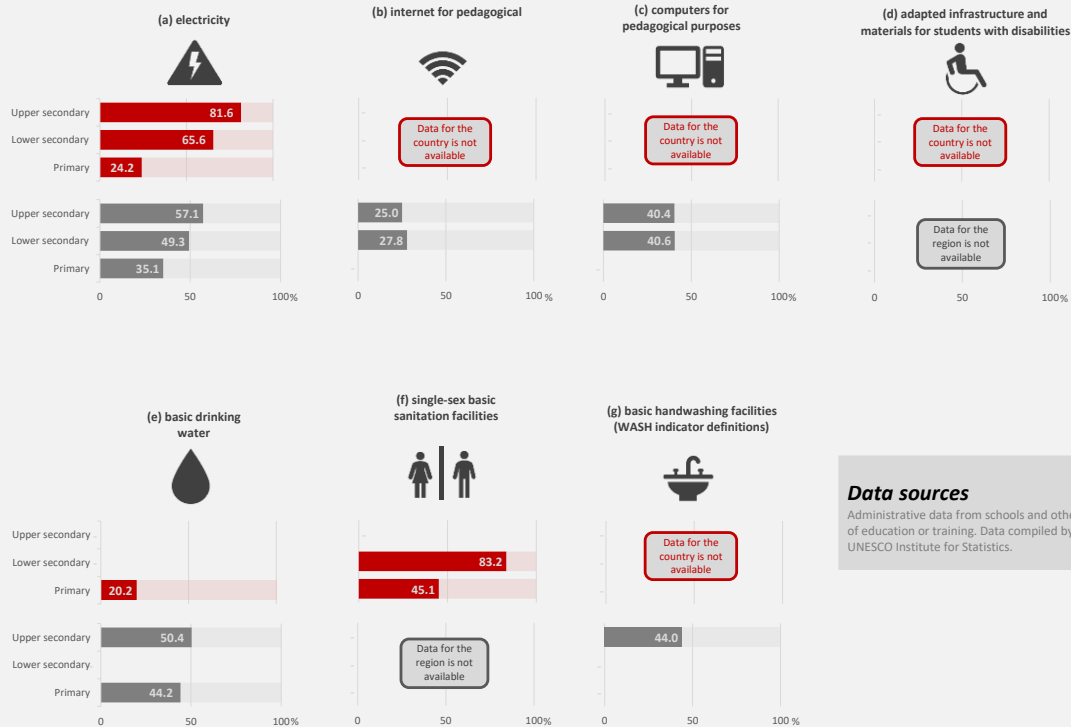 (a) electricity
(b) internet for pedagogical
(c) computers for
pedagogical purposes
(d) adapted infrastructure and
materials for students with disabilities
Upper secondary
81.6
Lower secondary
65.6
Primary
24.2
Data for the
country is not
available
Data for the
country is not
available
Data for the
country is not
available
Upper secondary
57.1
25.0
40.4
Lower secondary
49.3
27.8
40.6
Primary
35.1
Data for the
region is not
available
0 50 100%
0 50 100 %
0 50 100 %
0 50 100%
(e) basic drinking
water
(f) single-sex basic
sanitation facilities
(g) basic handwashing facilities
(WASH indicator definitions)
Upper secondary
Lower secondary
83.2
Primary
20.2
45.1
Data for the
country is not
available
Upper secondary
50.4
44.0
Lower secondary
Primary
44.2
Data for the
region is not
available
0 50 100%
0 50 100%
0 50 100 %
Data sources
Administrative data from schools and othe
of education or training. Data compiled by
UNESCO Institute for Statistics.